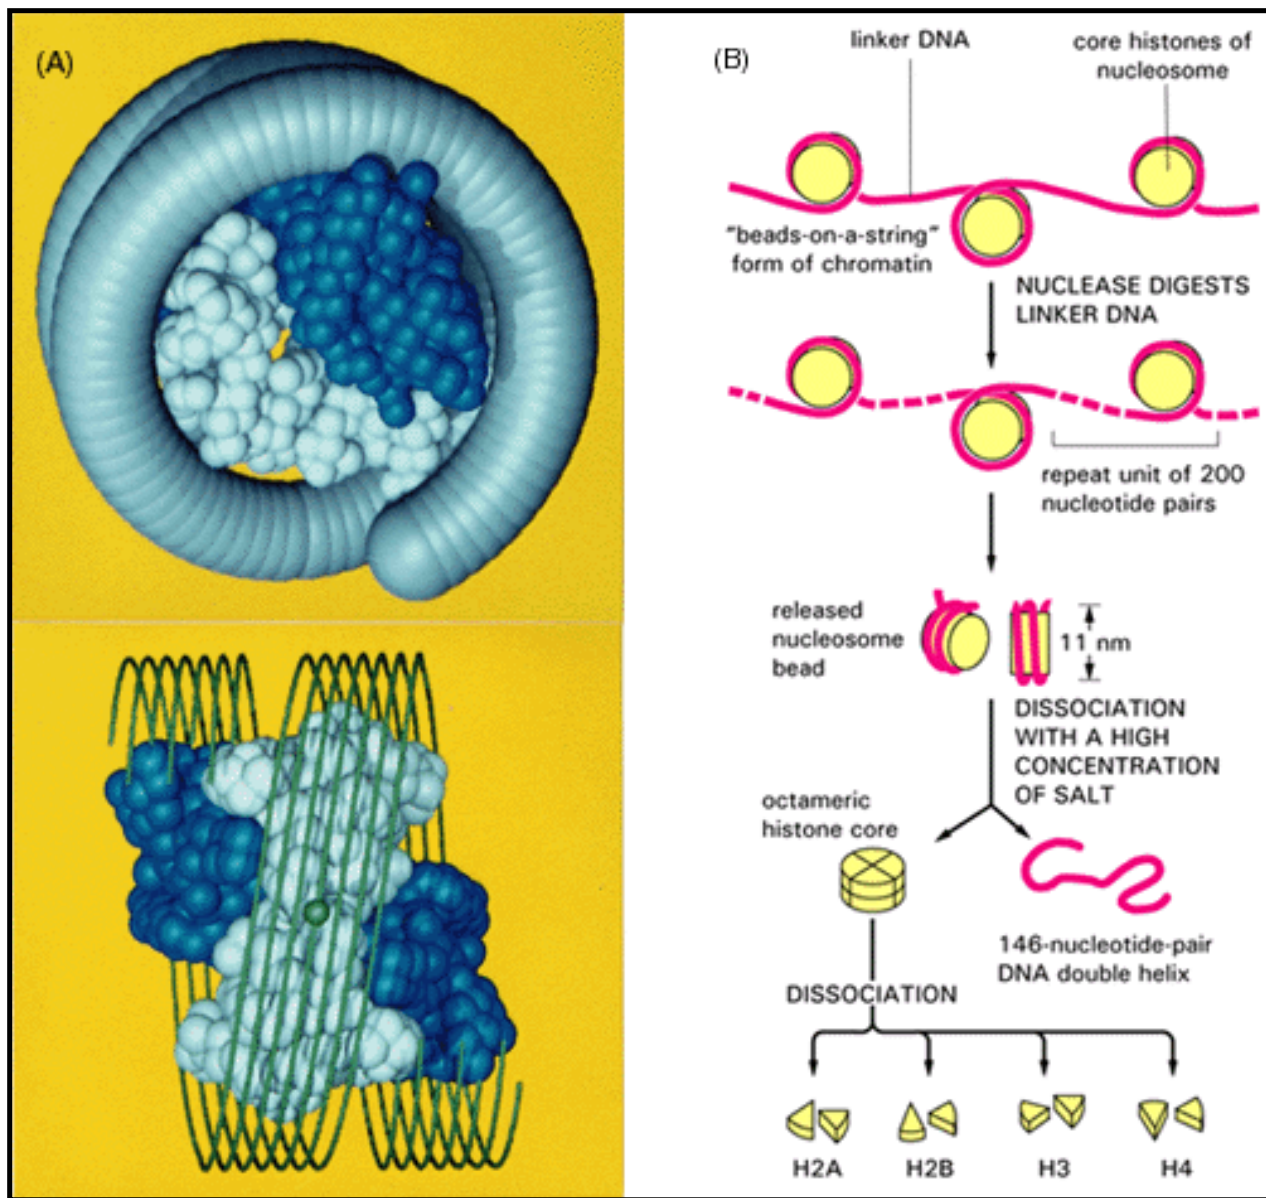 (A)
(B)
linker DNA
core histones of
nucleosome
"beads-on-a-string"
form of chromatin
NUCLEASE DIGESTS
LINKER DNA
repeat unit of 200
nucleotide pairs
released
nucleosome
bead
11 nm
DISSOCIATION
WITH A HIGH
CONCENTRATION
OF SALT
octameric
histone core
146-nucleotide-pair
DNA double helix
DISSOCIATION
H2A
H2B
H3
H4